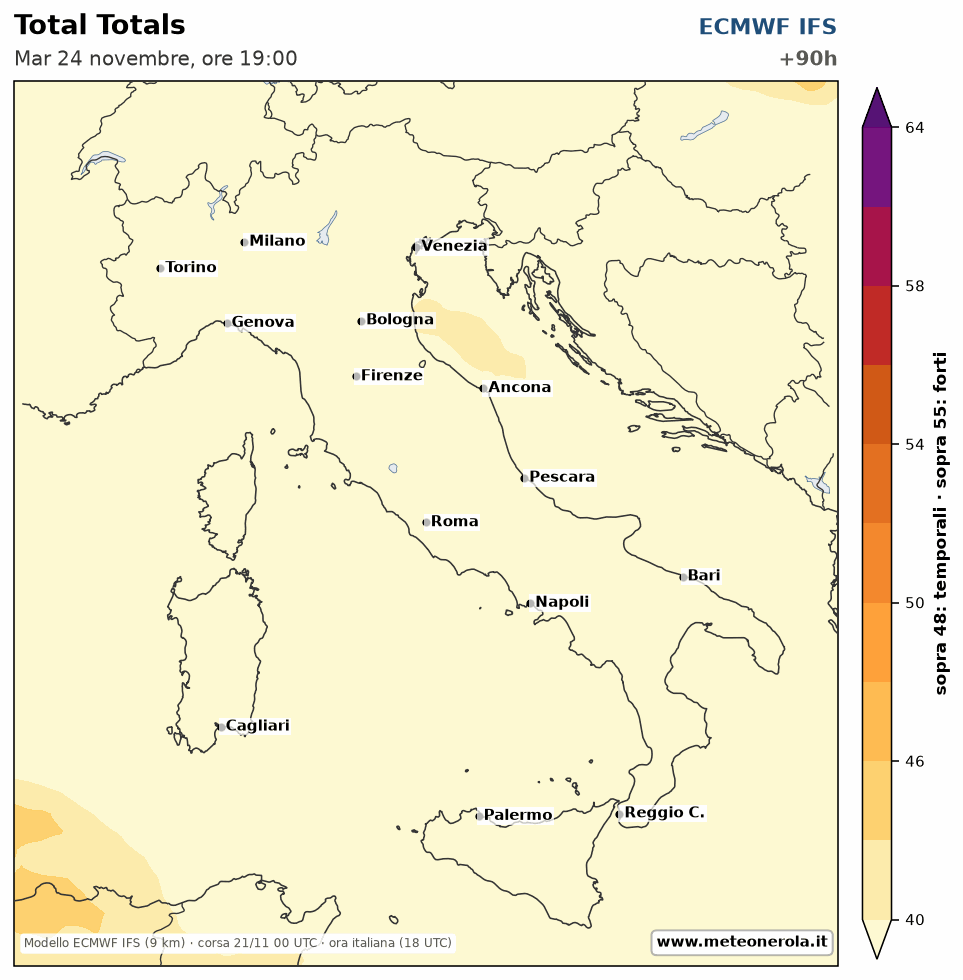 Total Totals
ECMWF IFS
Mar 24 novembre, ore 19:00
+90h
64
58
54
50
46
40
sopra 48: temporali · sopra 55: forti
Milano
Venezia
Torino
Genova
Bologna
Firenze
Ancona
Pescara
Roma
Bari
Napoli
Cagliari
Palermo
Reggio C.
Modello ECMWF IFS (9 km) · corsa 21/11 00 UTC · ora italiana (18 UTC)
www.meteonerola.it